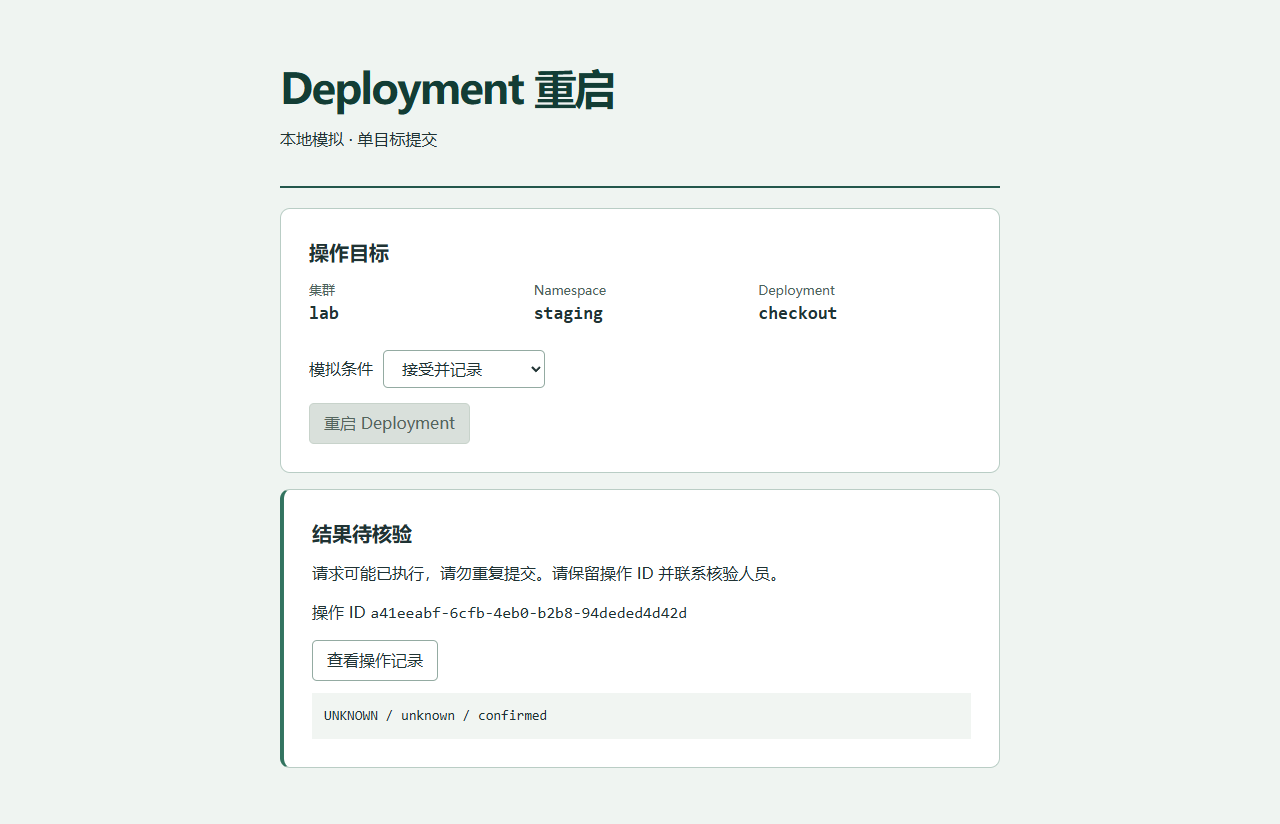 Deployment 重启
本地模拟 · 单目标提交
操作目标
集群 Namespace Deployment
lab staging checkout
模拟条件 接受并记录
重启 Deployment
结果待核验
请求可能已执行，请勿重复提交。请保留操作 ID 并联系核验人员。
操作 ID a41eeabf-6cfb-4eb0-b2b8-94deded4d42d
查看操作记录
UNKNOWN / unknown / confirmed